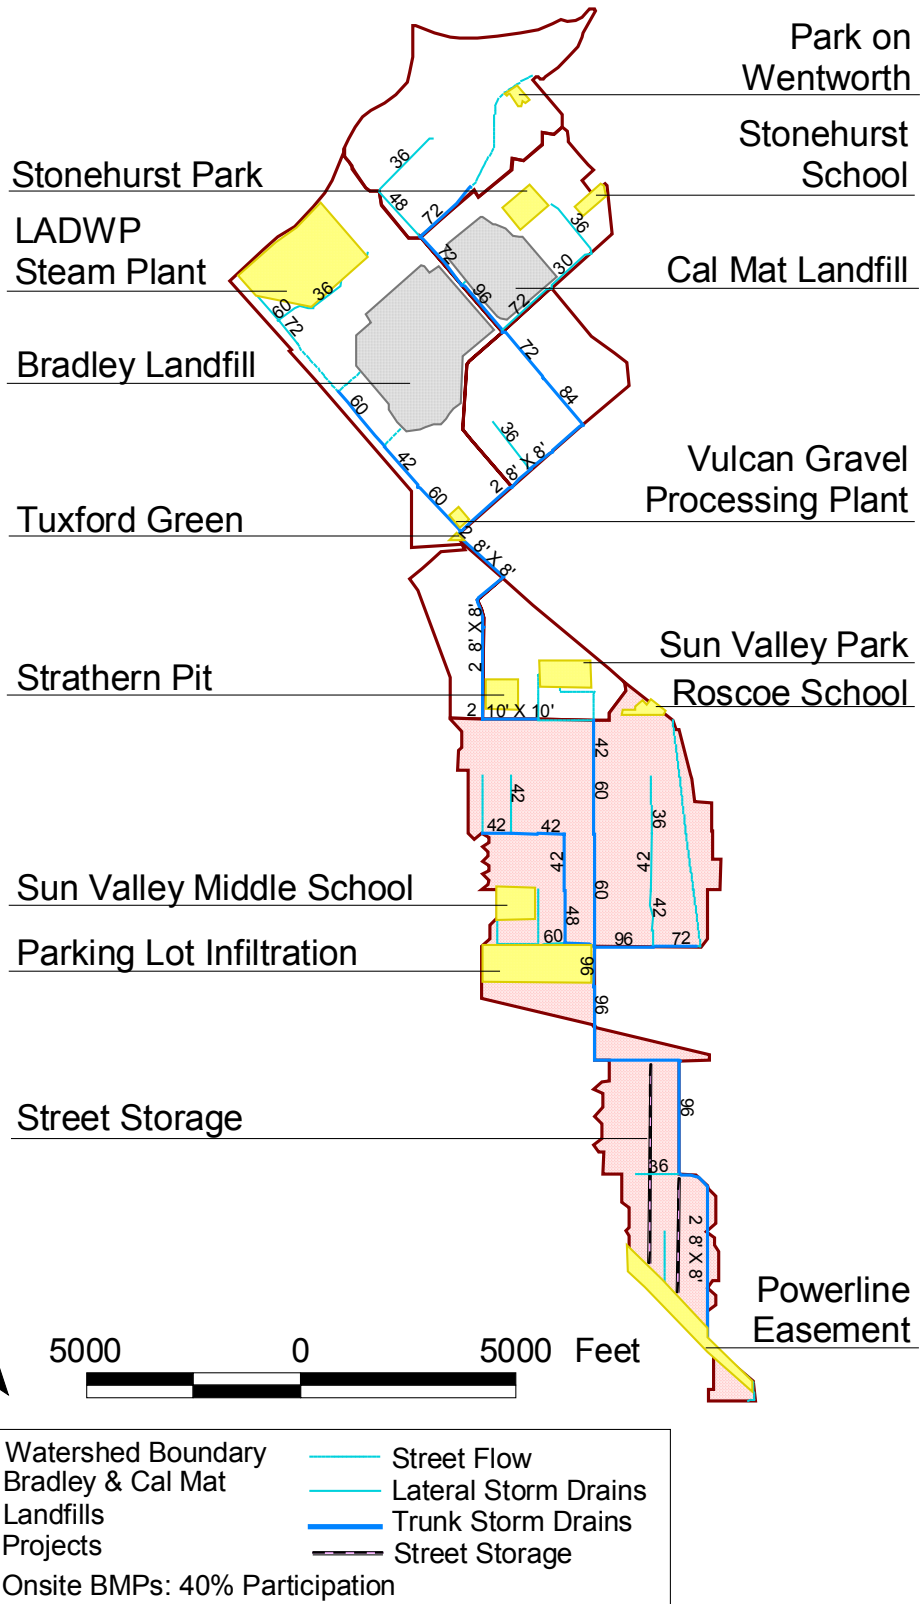 Park on
Wentworth
Stonehurst
School
Stonehurst Park
LADWP
Steam Plant
Cal Mat Landfill
Bradley Landfill
Vulcan Gravel
Processing Plant
Tuxford Green
Sun Valley Park
Strathern Pit
Roscoe School
Sun Valley Middle School
Parking Lot Infiltration
Street Storage
Powerline
Easement
36
48
72
36
72
30
96
72
36
60
72
72
84
60
36
42
2 8' X 8'
60
2 8' X 8'
2 8' X 8'
2 10' X 10'
42
60
42
36
42
42
42
42
60
48
42
60
96
72
96
96
96
36
2 8' X 8'
5000 0 5000 Feet
Watershed Boundary
Bradley & Cal Mat
Landfills
Projects
Onsite BMPs: 40% Participation
Street Flow
Lateral Storm Drains
Trunk Storm Drains
Street Storage